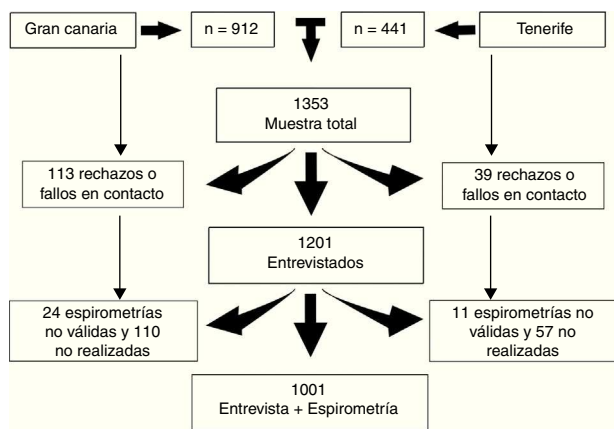 Gran canaria
n = 912
n = 441
Tenerife
1353
Muestra total
113 rechazos o
fallos en contacto
39 rechazos o
fallos en contacto
1201
Entrevistados
24 espirometrías
no válidas y 110
no realizadas
11 espirometrías no
válidas y 57 no
realizadas
1001
Entrevista + Espirometría